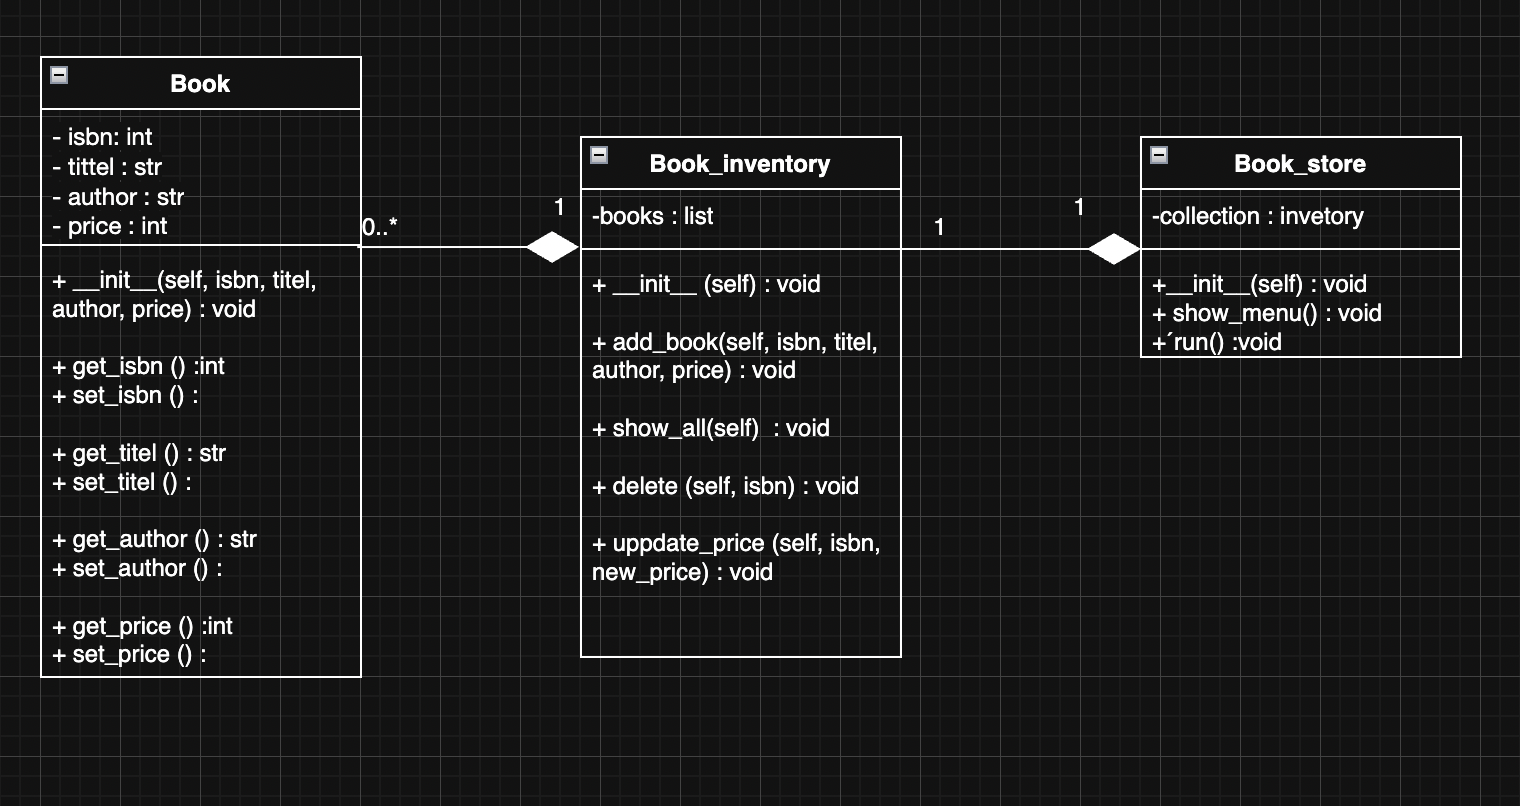 Book
- isbn: int
- tittel : str
- author : str
- price : int
+ __init__(self, isbn, titel,
author, price) : void
+ get_isbn () :int
+ set_isbn () :
+ get_titel () : str
+ set_titel () :
+ get_author () : str
+ set_author () :
+ get_price () :int
+ set_price () :
0..*
1
Book_inventory
-books : list
+ __init__ (self) : void
+ add_book(self, isbn, titel,
author, price) : void
+ show_all(self)  : void
+ delete (self, isbn) : void
+ uppdate_price (self, isbn,
new_price) : void
1
1
Book_store
-collection : invetory
+__init__(self) : void
+ show_menu() : void
+´run() :void